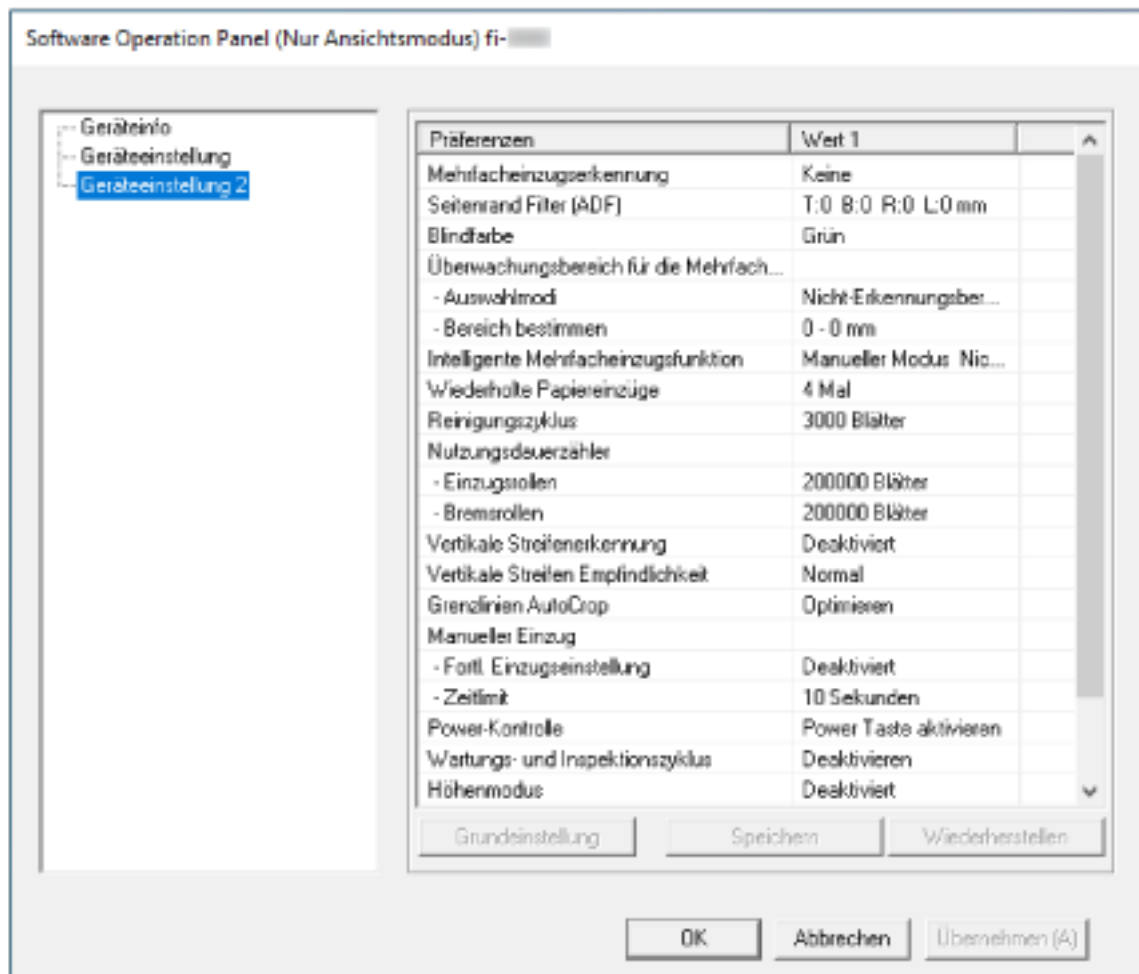 Software Operation Panel (Nur Ansichtsmodus) fi-
Geräteinfo
Geräteeinstellung
Geräteeinstellung 2
Präferenzen Wert 1
Mehrfacheinzugserkennung Keine
Seitenrand Filter (ADF) T:0 B:0 R:0 L:0 mm
Blindfarbe Grün
Überwachungsbereich für die Mehrfach...
- Auswahlmodi Nicht-Erkennungsber...
- Bereich bestimmen 0 - 0 mm
Intelligente Mehrfacheinzugsfunktion Manueller Modus Nic...
Wiederholte Papiereinzüge 4 Mal
Reinigungszyklus 3000 Blätter
Nutzungsdauerzähler
- Einzugsrollen 200000 Blätter
- Bremsrollen 200000 Blätter
Vertikale Streifenerkennung Deaktiviert
Vertikale Streifen Empfindlichkeit Normal
Grenzlinien AutoCrop Optimieren
Manueller Einzug
- Fortl. Einzugseinstellung Deaktiviert
- Zeitlimit 10 Sekunden
Power-Kontrolle Power Taste aktivieren
Wartungs- und Inspektionszyklus Deaktivieren
Höhenmodus Deaktiviert
Grundeinstellung Speichern Wiederherstellen
OK Abbrechen Übernehmen (A)